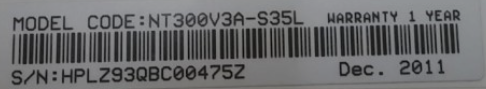 MODEL CODE:NT300V3A-S35L WARRANTY 1 YEAR
S/N:HPLZ93QBC00475Z Dec. 2011